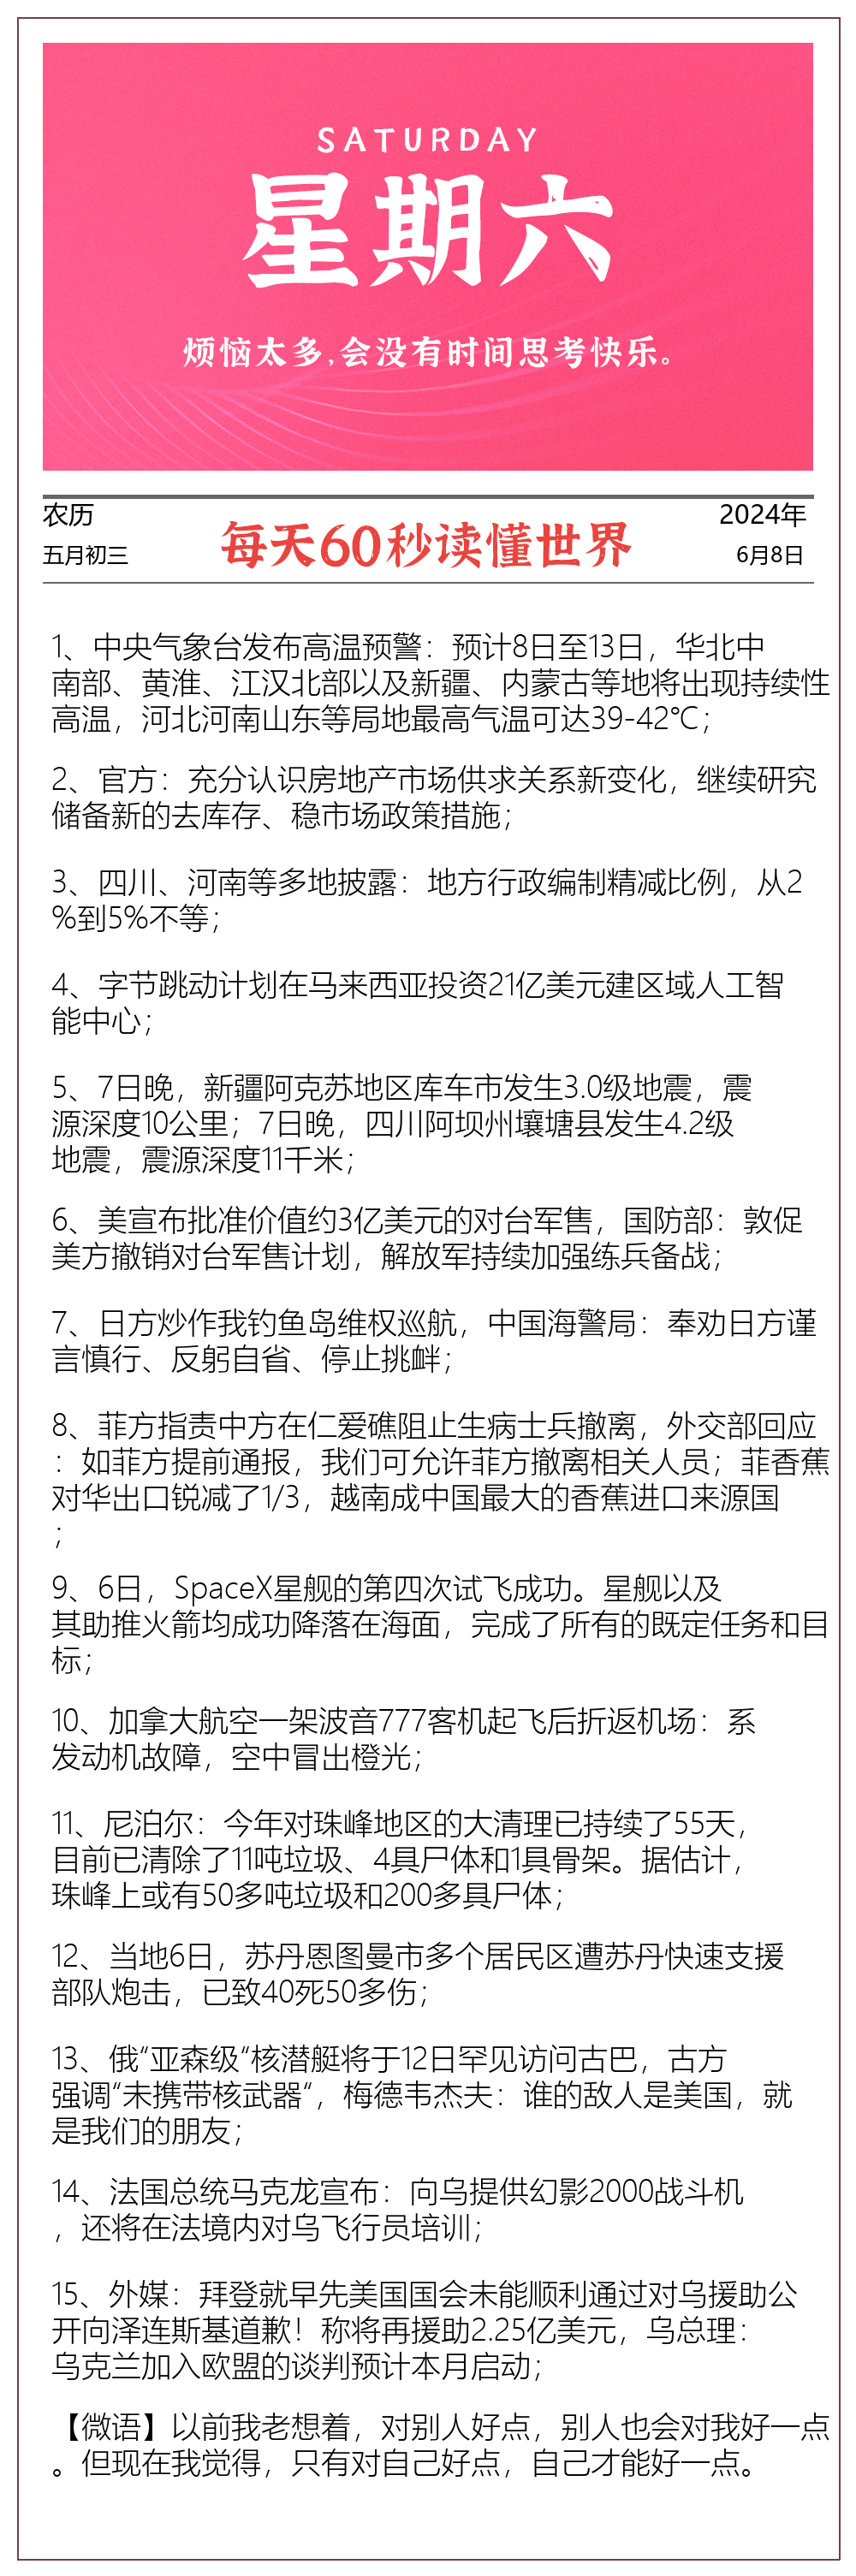 SATURDAY
星期六
烦恼太多,会没有时间思考快乐。
农历
五月初三
每天60秒读懂世界
2024年
6月8日
1、中央气象台发布高温预警：预计8日至13日，华北中
南部、黄淮、江汉北部以及新疆、内蒙古等地将出现持续性
高温，河北河南山东等局地最高气温可达39-42℃；
2、官方：充分认识房地产市场供求关系新变化，继续研究
储备新的去库存、稳市场政策措施；
3、四川、河南等多地披露：地方行政编制精减比例，从2
%到5%不等；
4、字节跳动计划在马来西亚投资21亿美元建区域人工智
能中心；
5、7日晚，新疆阿克苏地区库车市发生3.0级地震，震
源深度10公里；7日晚，四川阿坝州壤塘县发生4.2级
地震，震源深度11千米；
6、美宣布批准价值约3亿美元的对台军售，国防部：敦促
美方撤销对台军售计划，解放军持续加强练兵备战；
7、日方炒作我钓鱼岛维权巡航，中国海警局：奉劝日方谨
言慎行、反躬自省、停止挑衅；
8、菲方指责中方在仁爱礁阻止生病士兵撤离，外交部回应
：如菲方提前通报，我们可允许菲方撤离相关人员；菲香蕉
对华出口锐减了1/3，越南成中国最大的香蕉进口来源国
；
9、6日，SpaceX星舰的第四次试飞成功。星舰以及
其助推火箭均成功降落在海面，完成了所有的既定任务和目
标；
10、加拿大航空一架波音777客机起飞后折返机场：系
发动机故障，空中冒出橙光；
11、尼泊尔：今年对珠峰地区的大清理已持续了55天，
目前已清除了11吨垃圾、4具尸体和1具骨架。据估计，
珠峰上或有50多吨垃圾和200多具尸体；
12、当地6日，苏丹恩图曼市多个居民区遭苏丹快速支援
部队炮击，已致40死50多伤；
13、俄“亚森级“核潜艇将于12日罕见访问古巴，古方
强调“未携带核武器“，梅德韦杰夫：谁的敌人是美国，就
是我们的朋友；
14、法国总统马克龙宣布：向乌提供幻影2000战斗机
，还将在法境内对乌飞行员培训；
15、外媒：拜登就早先美国国会未能顺利通过对乌援助公
开向泽连斯基道歉！称将再援助2.25亿美元，乌总理：
乌克兰加入欧盟的谈判预计本月启动；
【微语】以前我老想着，对别人好点，别人也会对我好一点
。但现在我觉得，只有对自己好点，自己才能好一点。